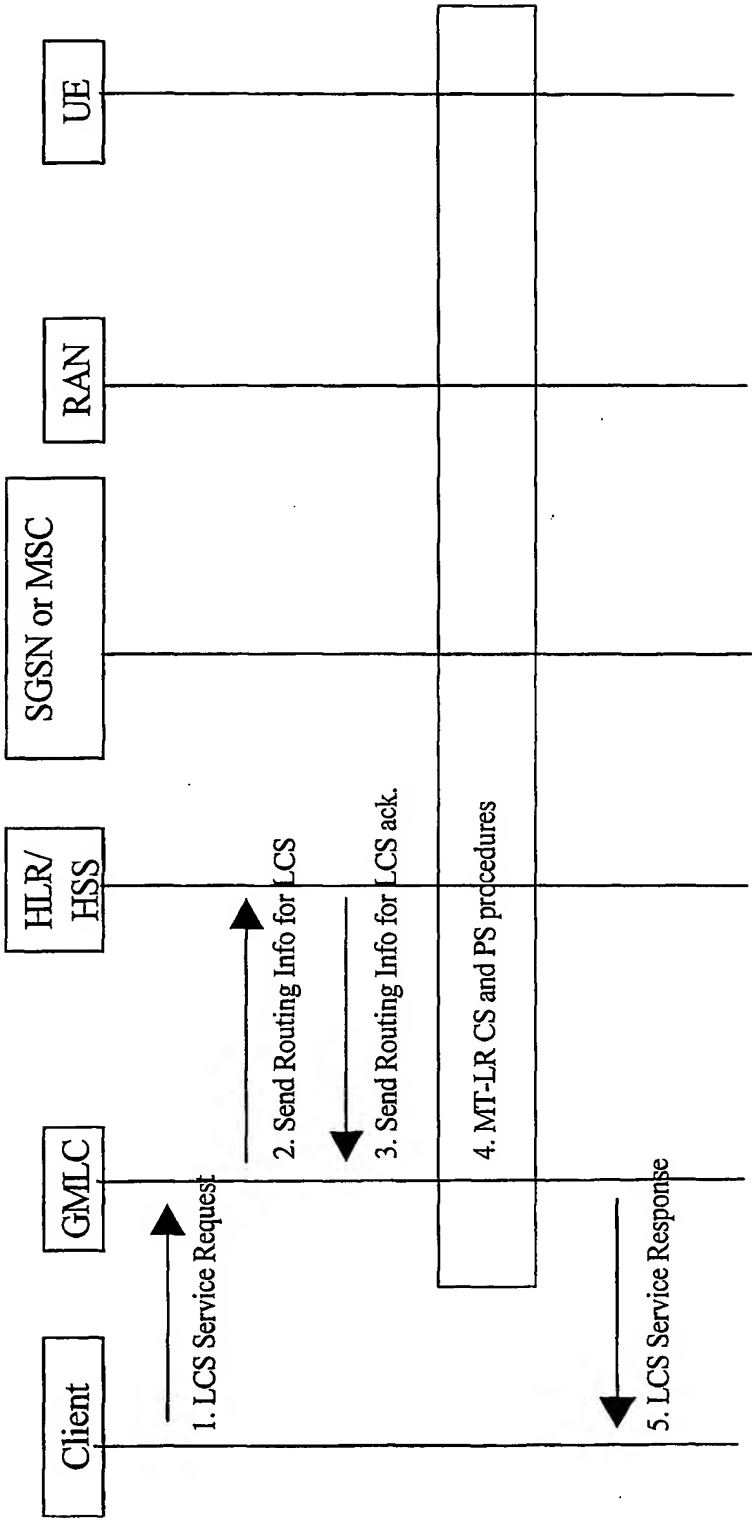 Client
GMLC
HLR/
HSS
SGSN or MSC
RAN
UE
1. LCS Service Request
2. Send Routing Info for LCS
3. Send Routing Info for LCS ack.
4. MT-LR CS and PS procedures
5. LCS Service Response